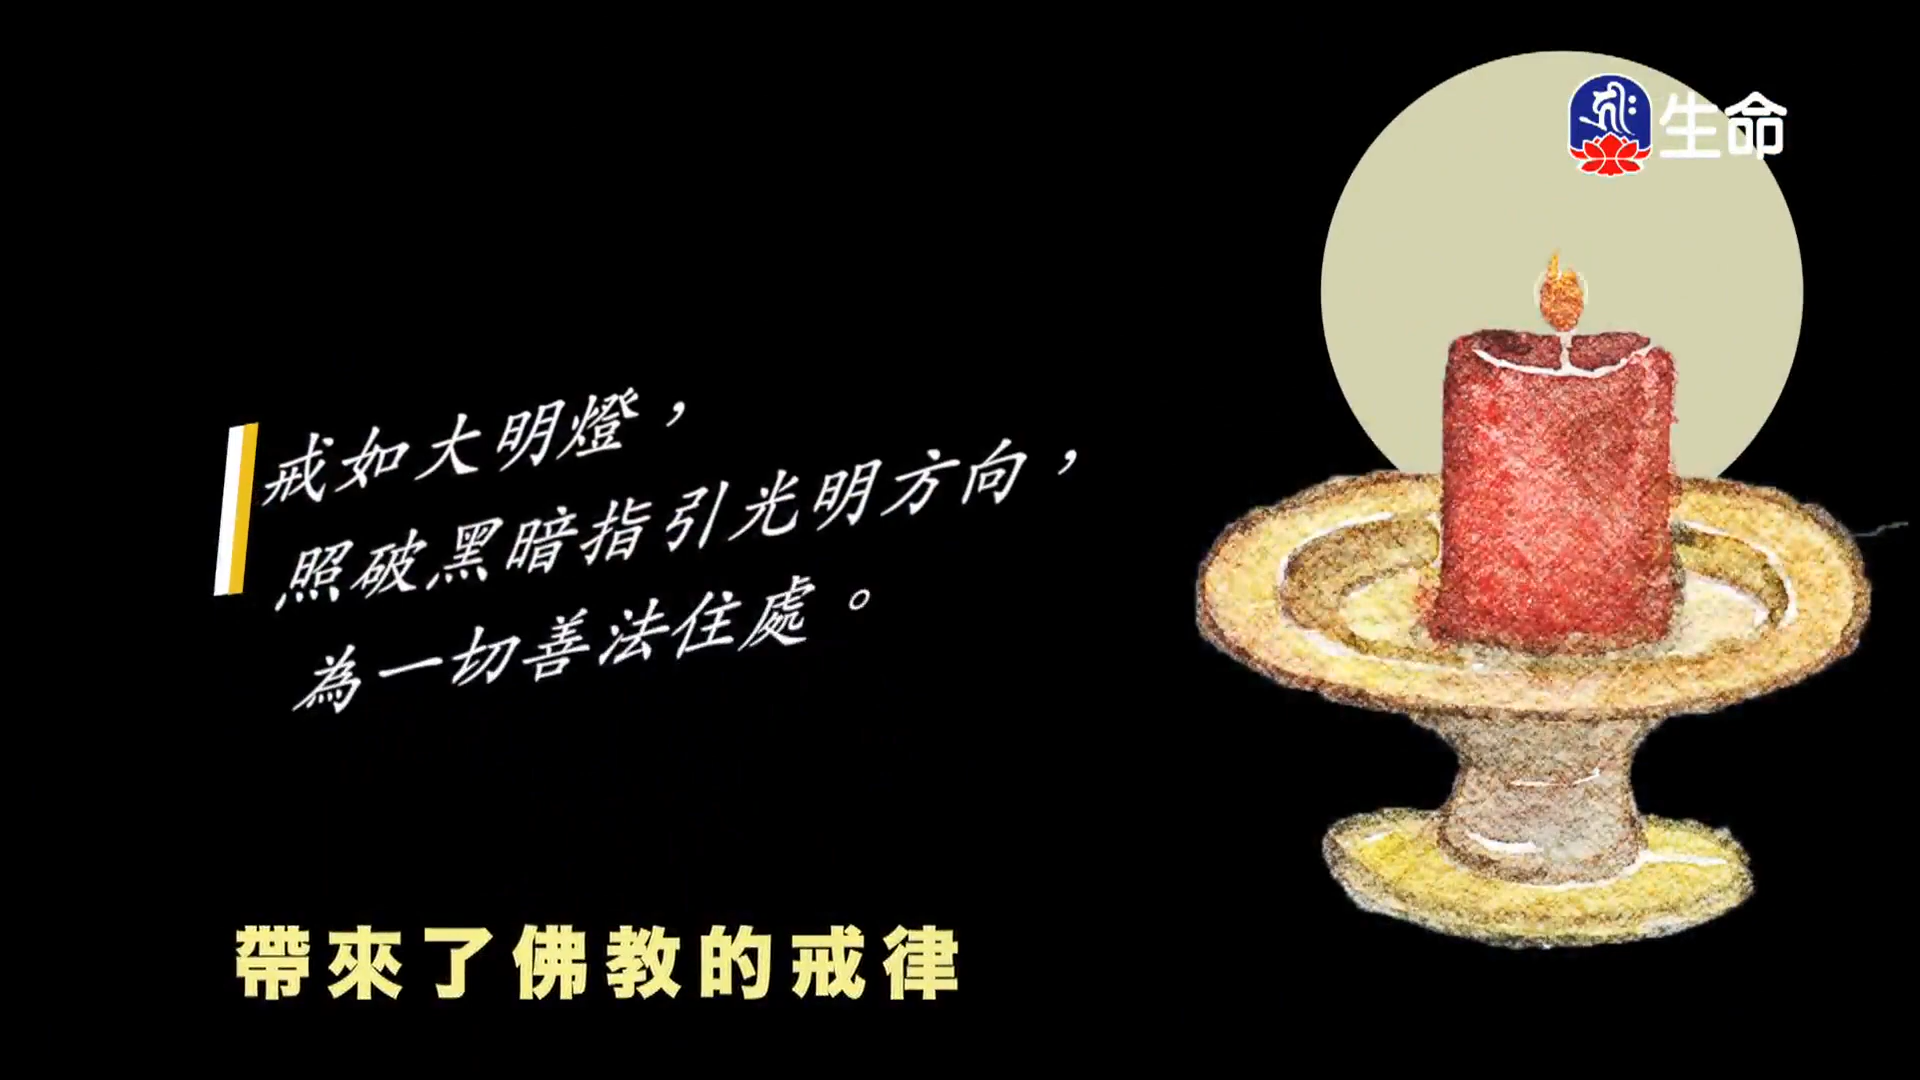 生命
戒如大明燈，
照破黑暗指引光明方向，
為一切善法住處。
帶來了佛教的戒律